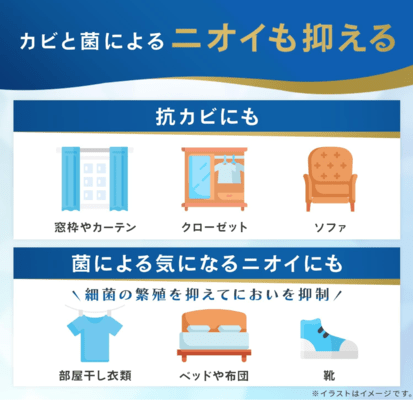 カビと菌による ニオイも抑える
抗カビにも
窓枠やカーテン クローゼット ソファ
菌による気になるニオイにも
\ 細菌の繁殖を抑えてにおいを抑制 /
部屋干し衣類 ベッドや布団 靴
※イラストはイメージです。